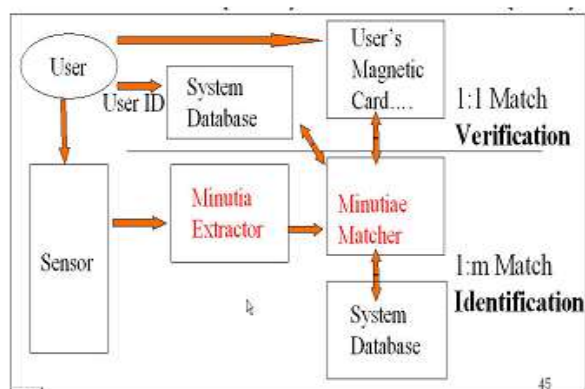 User
User ID
System
Database
User's
Magnetic
Card....
1:1 Match
Verification
Sensor
Minutia
Extractor
Minutiae
Matcher
1:m Match
Identification
System
Database
45